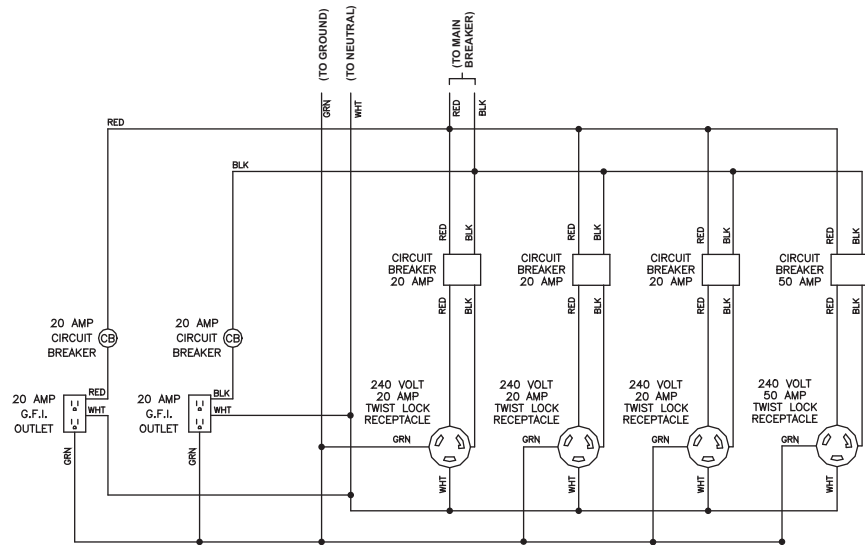 (TO GROUND)
(TO NEUTRAL)
(TO MAIN
BREAKER)
GRN
WHT
RED
BLK
RED
BLK
RED
BLK
RED
BLK
RED
BLK
RED
BLK
CIRCUIT
BREAKER
20 AMP
CIRCUIT
BREAKER
20 AMP
CIRCUIT
BREAKER
20 AMP
CIRCUIT
BREAKER
50 AMP
RED
BLK
RED
BLK
RED
BLK
RED
BLK
20 AMP
CIRCUIT
BREAKER
CB
20 AMP
CIRCUIT
BREAKER
CB
20 AMP
G.F.I.
OUTLET
RED
WHT
GRN
20 AMP
G.F.I.
OUTLET
BLK
WHT
GRN
240 VOLT
20 AMP
TWIST LOCK
RECEPTACLE
GRN
WHT
240 VOLT
20 AMP
TWIST LOCK
RECEPTACLE
GRN
WHT
240 VOLT
20 AMP
TWIST LOCK
RECEPTACLE
GRN
WHT
240 VOLT
50 AMP
TWIST LOCK
RECEPTACLE
GRN
WHT